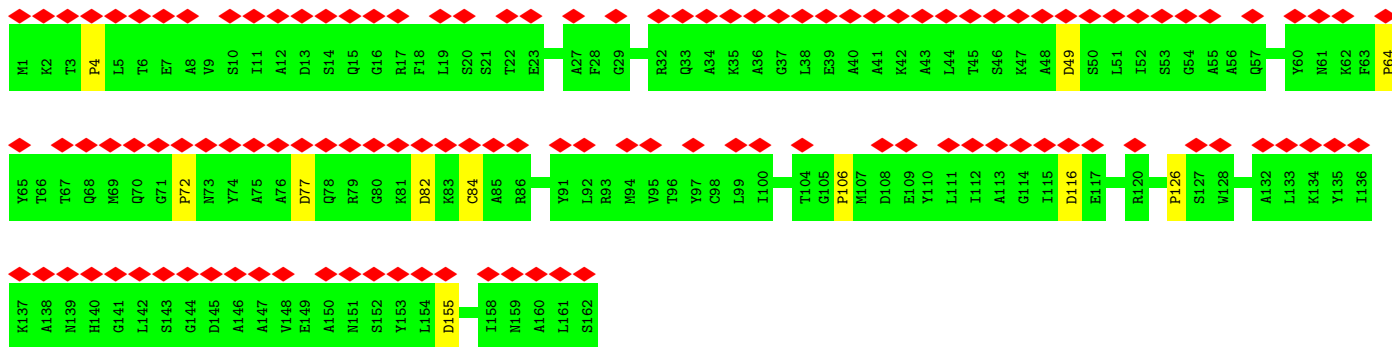 M1 K2 T3 P4 L5 T6 E7 A8 V9 S10 I11 A12 D13 S14 Q15 G16 R17 F18 L19 S20 S21 T22 E23 A27 F28 G29 R32 Q33 A34 K35 A36 G37 L38 E39 A40 A41 K42 A43 L44 T45 S46 K47 A48 D49 S50 L51 I52 S53 G54 A55 A56 Q57 Y60 N61 K62 F63 P64
Y65 T66 T67 Q68 M69 Q70 G71 P72 N73 Y74 A75 A76 D77 Q78 R79 G80 K81 D82 K83 C84 A85 R86 Y91 L92 R93 M94 V95 T96 Y97 C98 L99 I100 T104 G105 P106 M107 D108 E109 Y110 L111 I112 A113 G114 I115 D116 E117 R120 P126 S127 W128 A132 L133 K134 Y135 I136
K137 A138 N139 H140 G141 L142 S143 G144 D145 A146 A147 V148 E149 A150 N151 S152 Y153 L154 D155 I158 N159 A160 L161 S162